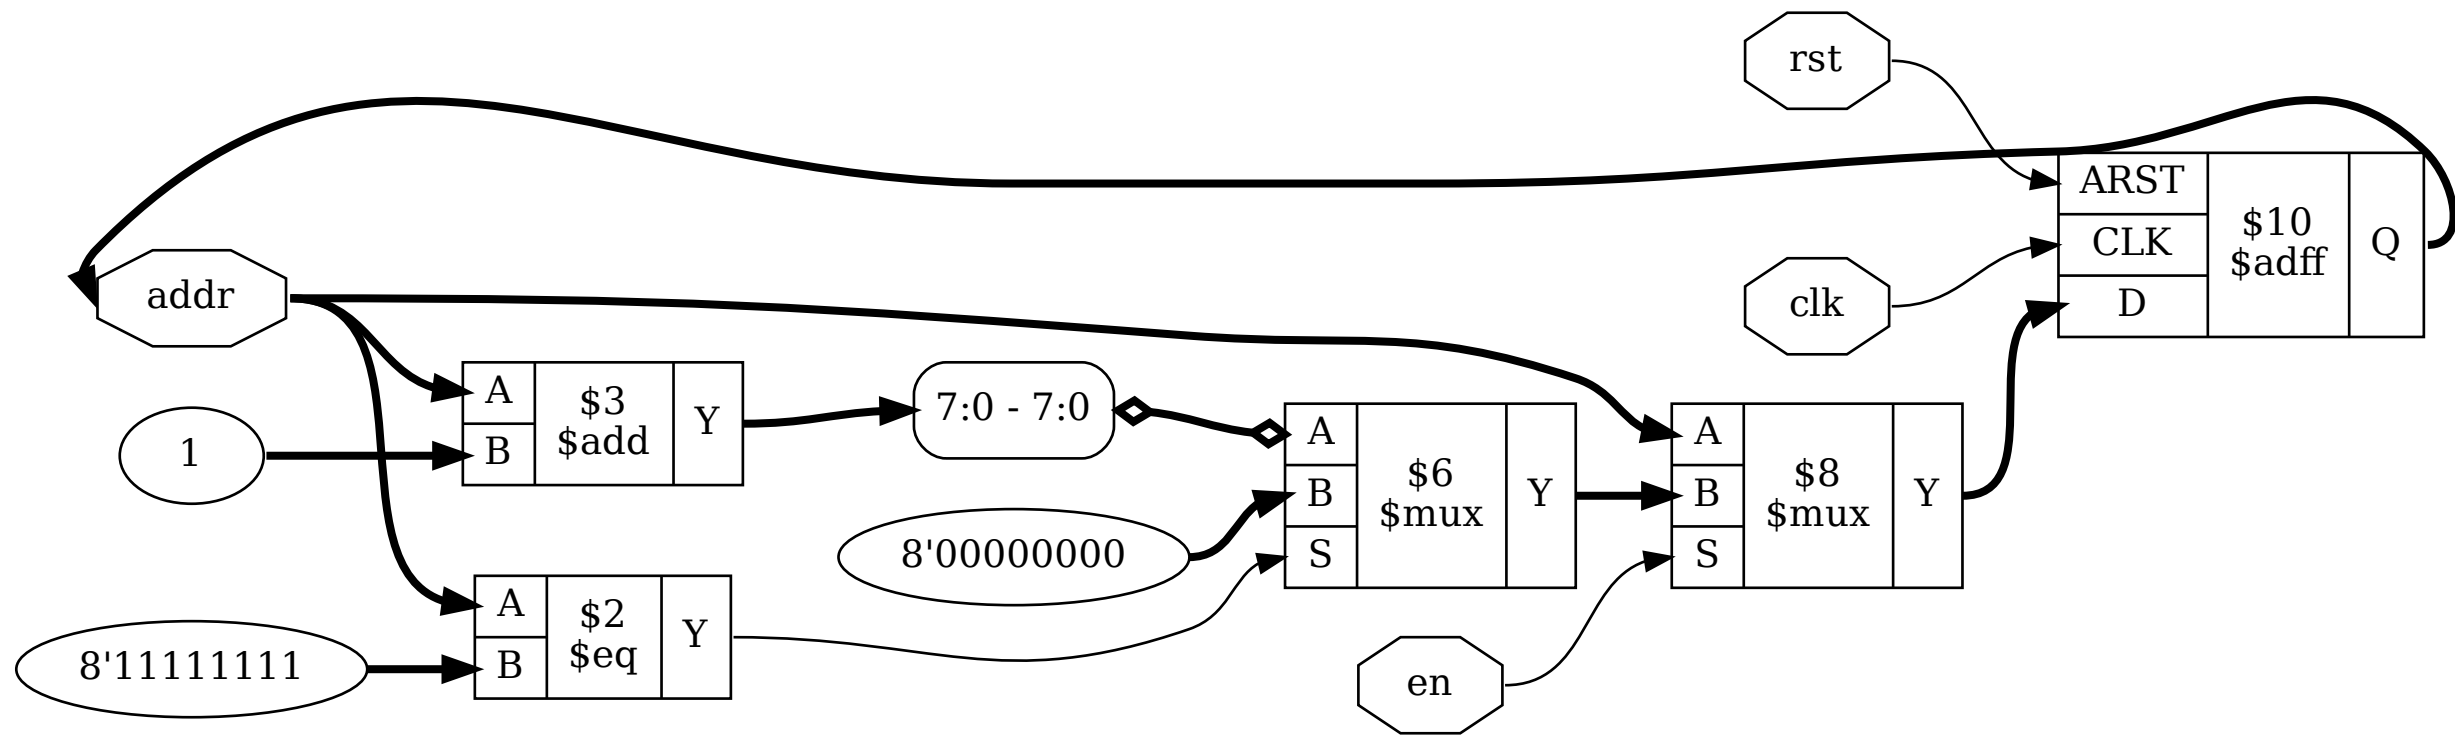 rst
ARST
CLK
D
$10
$adff
Q
clk
addr
1
A
B
$3
$add
Y
7:0 - 7:0
8'00000000
A
B
S
$6
$mux
Y
A
B
S
$8
$mux
Y
8'11111111
A
B
$2
$eq
Y
en